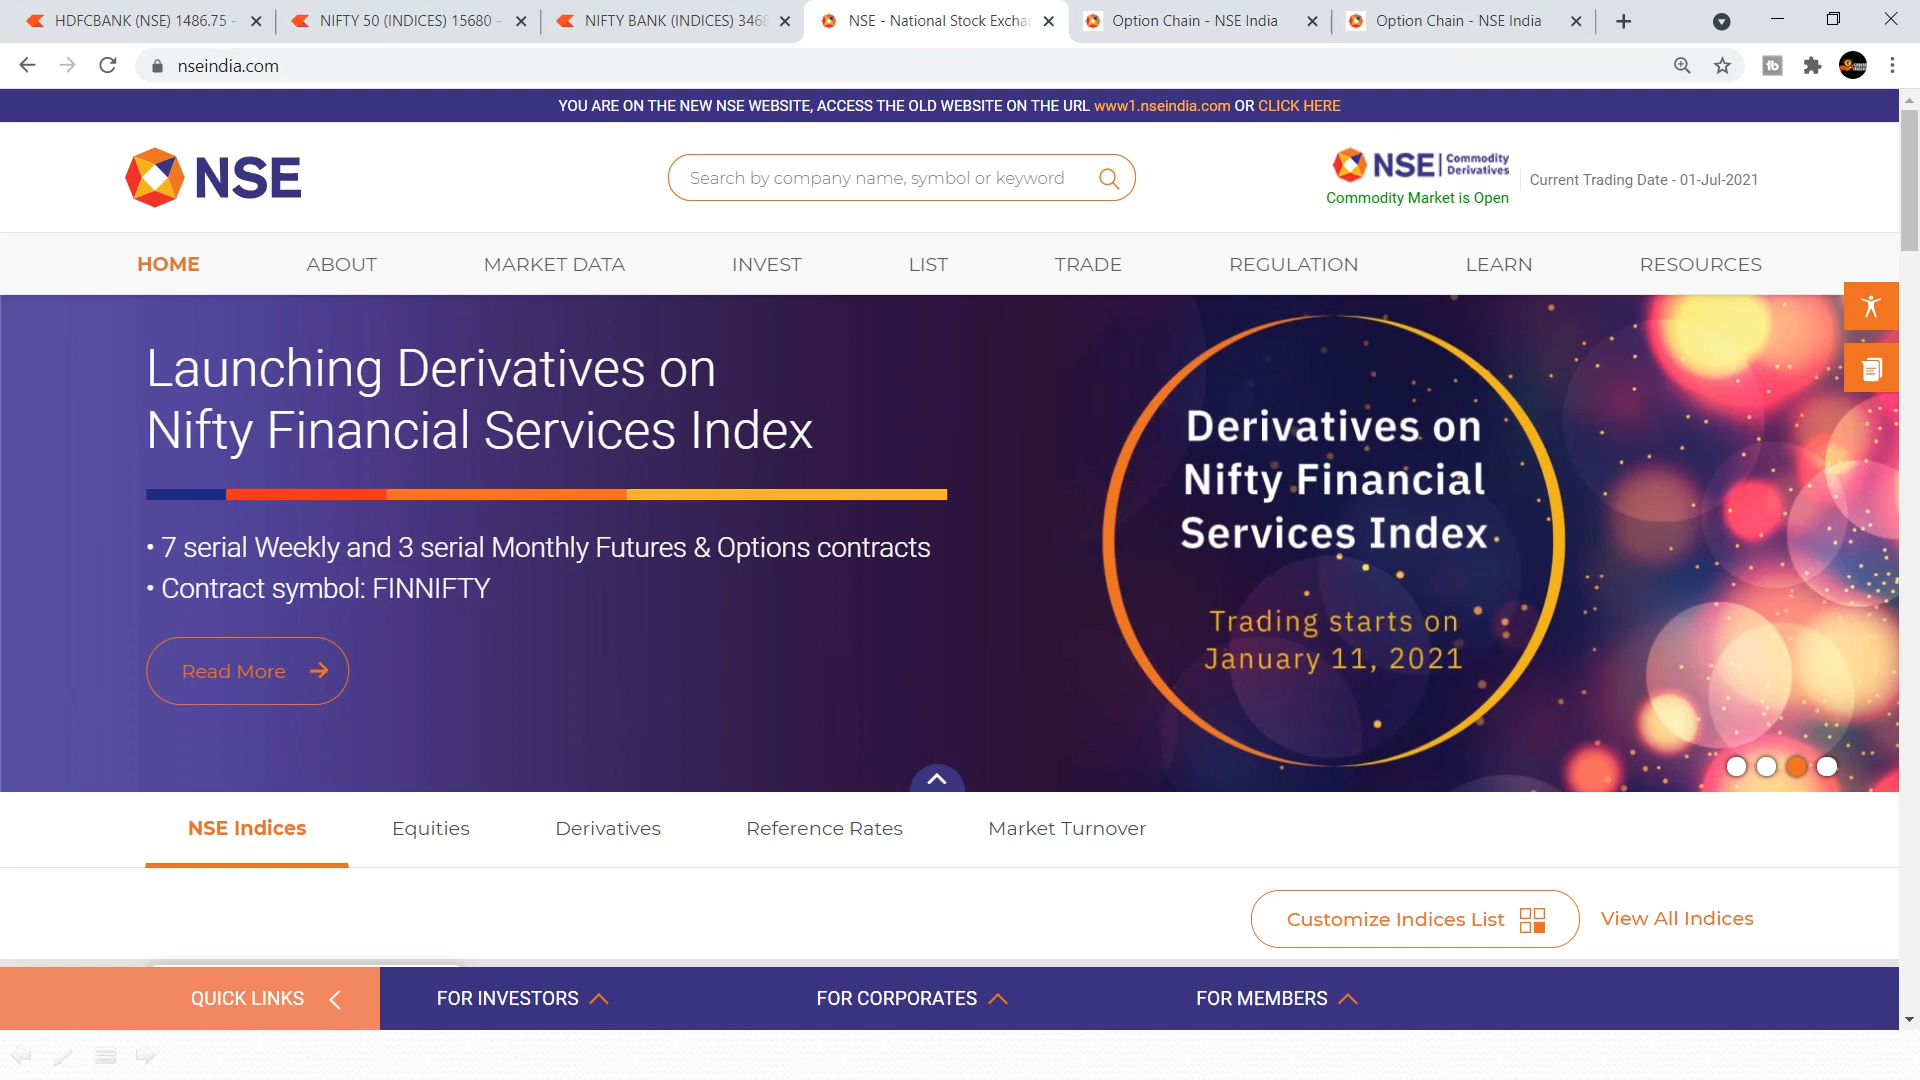 HDFCBANK (NSE) 1486.75 -
NIFTY 50 (INDICES) 15680 -
NIFTY BANK (INDICES) 3468
NSE - National Stock Exchan
Option Chain - NSE India
Option Chain - NSE India
nseindia.com
YOU ARE ON THE NEW NSE WEBSITE, ACCESS THE OLD WEBSITE ON THE URL www1.nseindia.com OR CLICK HERE
NSE
Search by company name, symbol or keyword
NSE Commodity Derivatives
Commodity Market is Open
Current Trading Date - 01-Jul-2021
HOME ABOUT MARKET DATA INVEST LIST TRADE REGULATION LEARN RESOURCES
Launching Derivatives on
Nifty Financial Services Index
• 7 serial Weekly and 3 serial Monthly Futures & Options contracts
• Contract symbol: FINNIFTY
Read More
Derivatives on
Nifty Financial
Services Index
Trading starts on
January 11, 2021
NSE Indices Equities Derivatives Reference Rates Market Turnover
Customize Indices List View All Indices
QUICK LINKS FOR INVESTORS FOR CORPORATES FOR MEMBERS